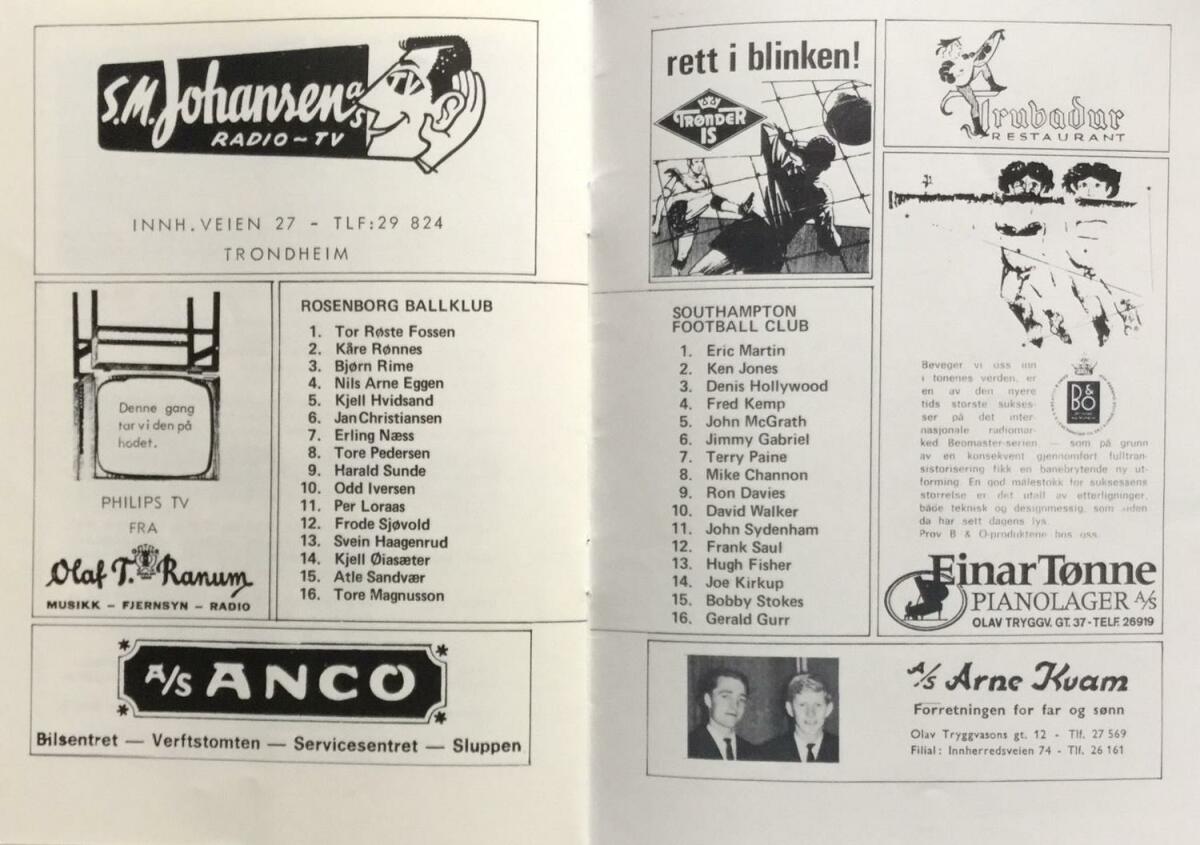 S.M. Johansen a/s
RADIO – TV
INNH. VEIEN 27 – TLF: 29 824
TRONDHEIM
Denne gang
tar vi den på
hodet.
PHILIPS TV
FRA
Olaf T. Ranum
MUSIKK – FJERNSYN – RADIO
ROSENBORG BALLKLUB
1. Tor Røste Fossen
2. Kåre Rønnes
3. Bjørn Rime
4. Nils Arne Eggen
5. Kjell Hvidsand
6. Jan Christiansen
7. Erling Næss
8. Tore Pedersen
9. Harald Sunde
10. Odd Iversen
11. Per Loraas
12. Frode Sjøvold
13. Svein Haagenrud
14. Kjell Øiasæter
15. Atle Sandvær
16. Tore Magnusson
A/S ANCO
Bilsentret — Verftstomten — Servicesentret — Sluppen
rett i blinken!
TRØNDER
IS
SOUTHAMPTON
FOOTBALL CLUB
1. Eric Martin
2. Ken Jones
3. Denis Hollywood
4. Fred Kemp
5. John McGrath
6. Jimmy Gabriel
7. Terry Paine
8. Mike Channon
9. Ron Davies
10. David Walker
11. John Sydenham
12. Frank Saul
13. Hugh Fisher
14. Joe Kirkup
15. Bobby Stokes
16. Gerald Gurr
Trubadur
RESTAURANT
Beveger vi oss inn
i tonenes verden, er
en av den nyere
tids storste sukses-
ser på det inter-
nasjonale radiomar-
ked Beomaster-serien — som på grunn
av en konsekvent gjennomfort fulltran-
sistorisering fikk en banebrytende ny ut-
forming. En god målestokk for suksessens
storrelse er det utall av etterligninger,
både teknisk og designmessig, som siden
da har sett dagens lys.
Prov B & O-produktene hos oss.
B&O
Einar Tønne
PIANOLAGER A/S
OLAV TRYGGV. GT. 37 - TELF. 26919
A/S Arne Kvam
Forretningen for far og sønn
Olav Tryggvasons gt. 12 - Tlf. 27 569
Filial: Innherredsveien 74 - Tlf. 26 161